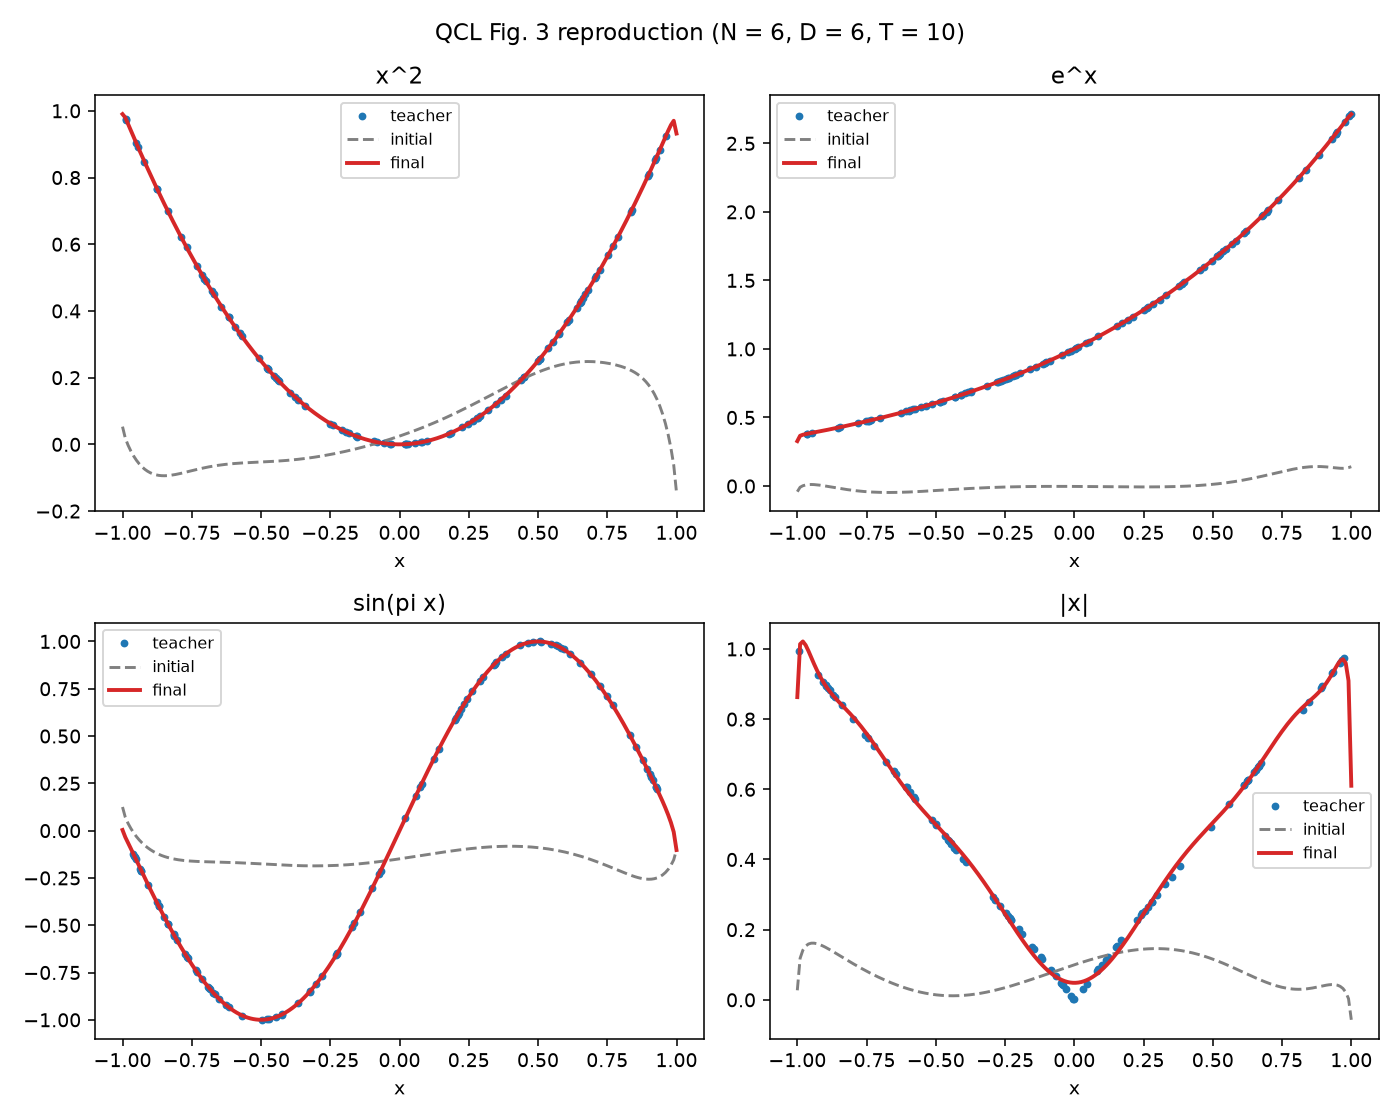 QCL Fig. 3 reproduction (N = 6, D = 6, T = 10)
x^2
teacher
initial
final
1.0
0.8
0.6
0.4
0.2
0.0
−0.2
−1.00 −0.75 −0.50 −0.25 0.00 0.25 0.50 0.75 1.00
x
e^x
teacher
initial
final
2.5
2.0
1.5
1.0
0.5
0.0
−1.00 −0.75 −0.50 −0.25 0.00 0.25 0.50 0.75 1.00
x
sin(pi x)
teacher
initial
final
1.00
0.75
0.50
0.25
0.00
−0.25
−0.50
−0.75
−1.00
−1.00 −0.75 −0.50 −0.25 0.00 0.25 0.50 0.75 1.00
x
|x|
1.0
0.8
0.6
0.4
0.2
0.0
teacher
initial
final
−1.00 −0.75 −0.50 −0.25 0.00 0.25 0.50 0.75 1.00
x